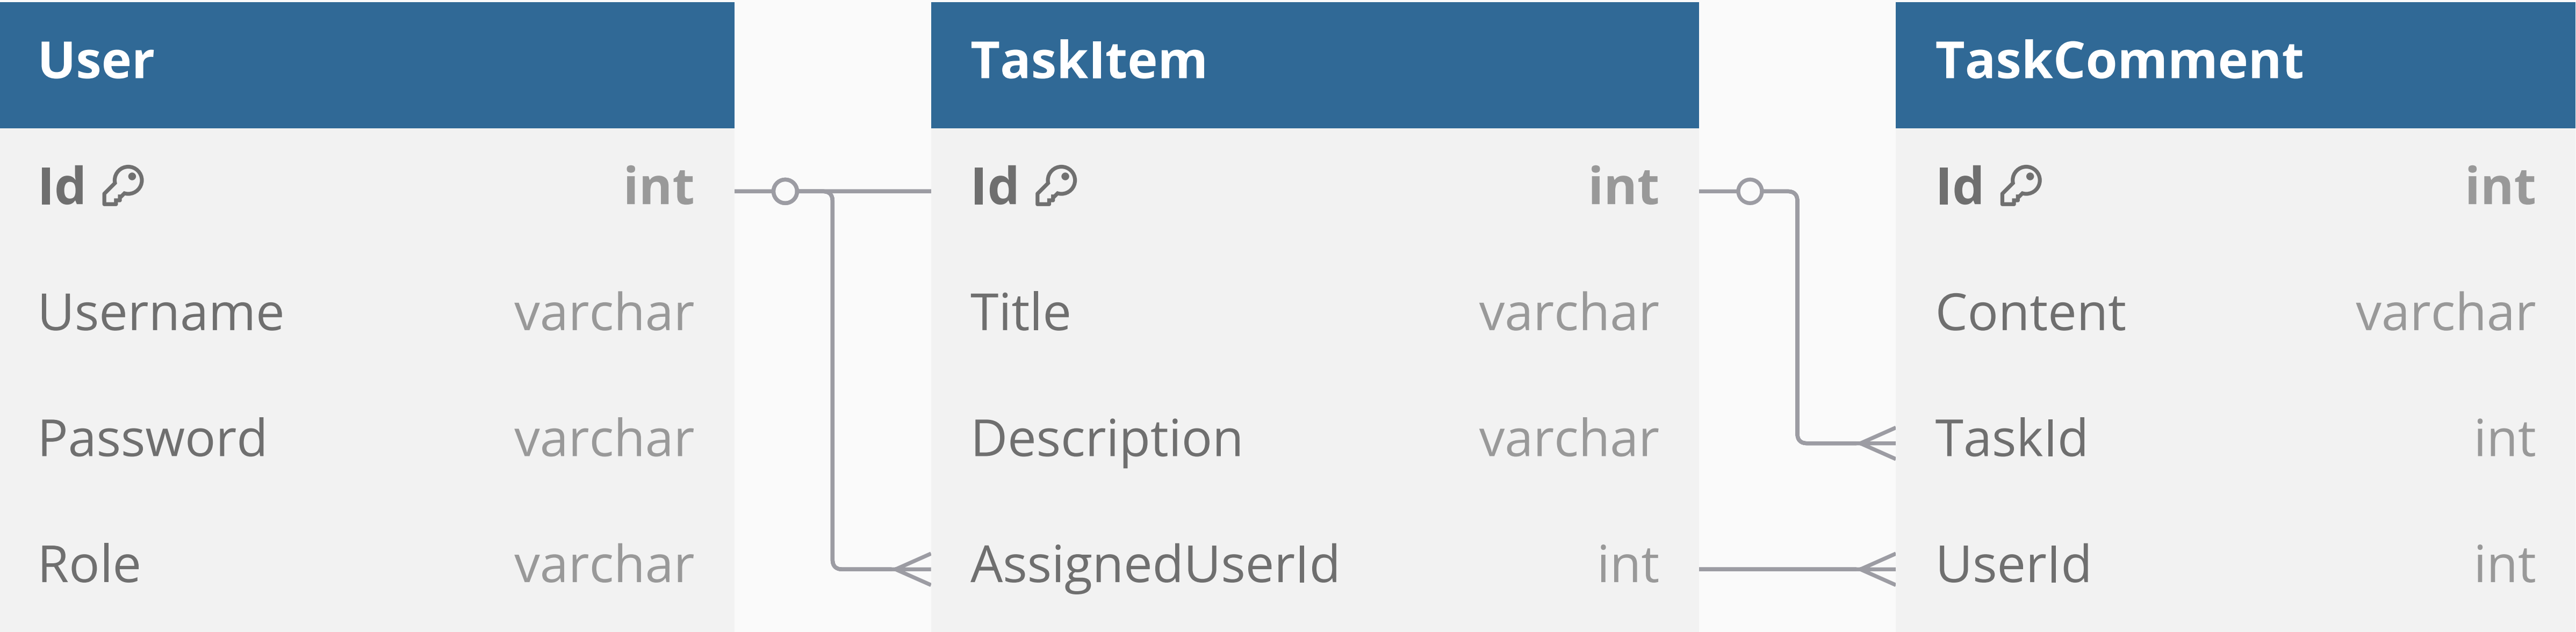 User
Id int
Username varchar
Password varchar
Role varchar
TaskItem
Id int
Title varchar
Description varchar
AssignedUserId int
TaskComment
Id int
Content varchar
TaskId int
UserId int